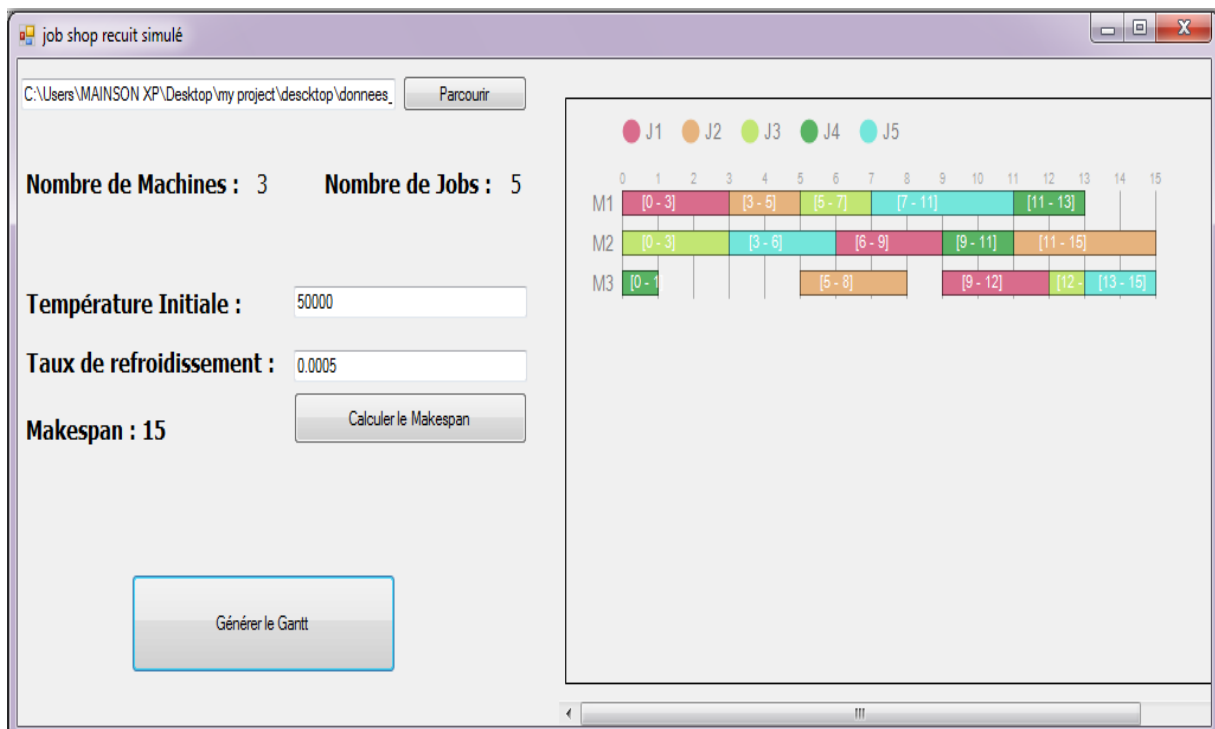 job shop recuit simulé
X
C:\Users\MAINSON XP\Desktop\my project\descktop\donnees_
Parcourir
Nombre de Machines : 3
Nombre de Jobs : 5
Température Initiale :
50000
Taux de refroidissement :
0.0005
Makespan : 15
Calculer le Makespan
Générer le Gantt
J1 J2 J3 J4 J5
0 1 2 3 4 5 6 7 8 9 10 11 12 13 14 15
M1 [0 - 3] [3 - 5] [5 - 7] [7 - 11] [11 - 13]
M2 [0 - 3] [3 - 6] [6 - 9] [9 - 11] [11 - 15]
M3 [0 - 1 [5 - 8] [9 - 12] [12 - [13 - 15]